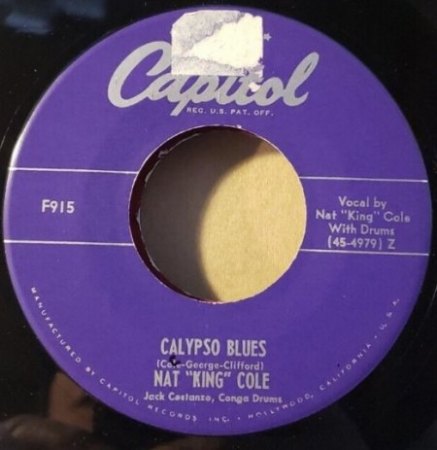 Capitol
REG. U.S. PAT. OFF.
F915
Vocal by
Nat "King" Cole
With Drums
(45-4979) Z
CALYPSO BLUES
(Cole-George-Clifford)
NAT "KING" COLE
Jack Costanzo, Conga Drums
MANUFACTURED BY CAPITOL RECORDS INC. • HOLLYWOOD, CALIFORNIA, U.S.A.